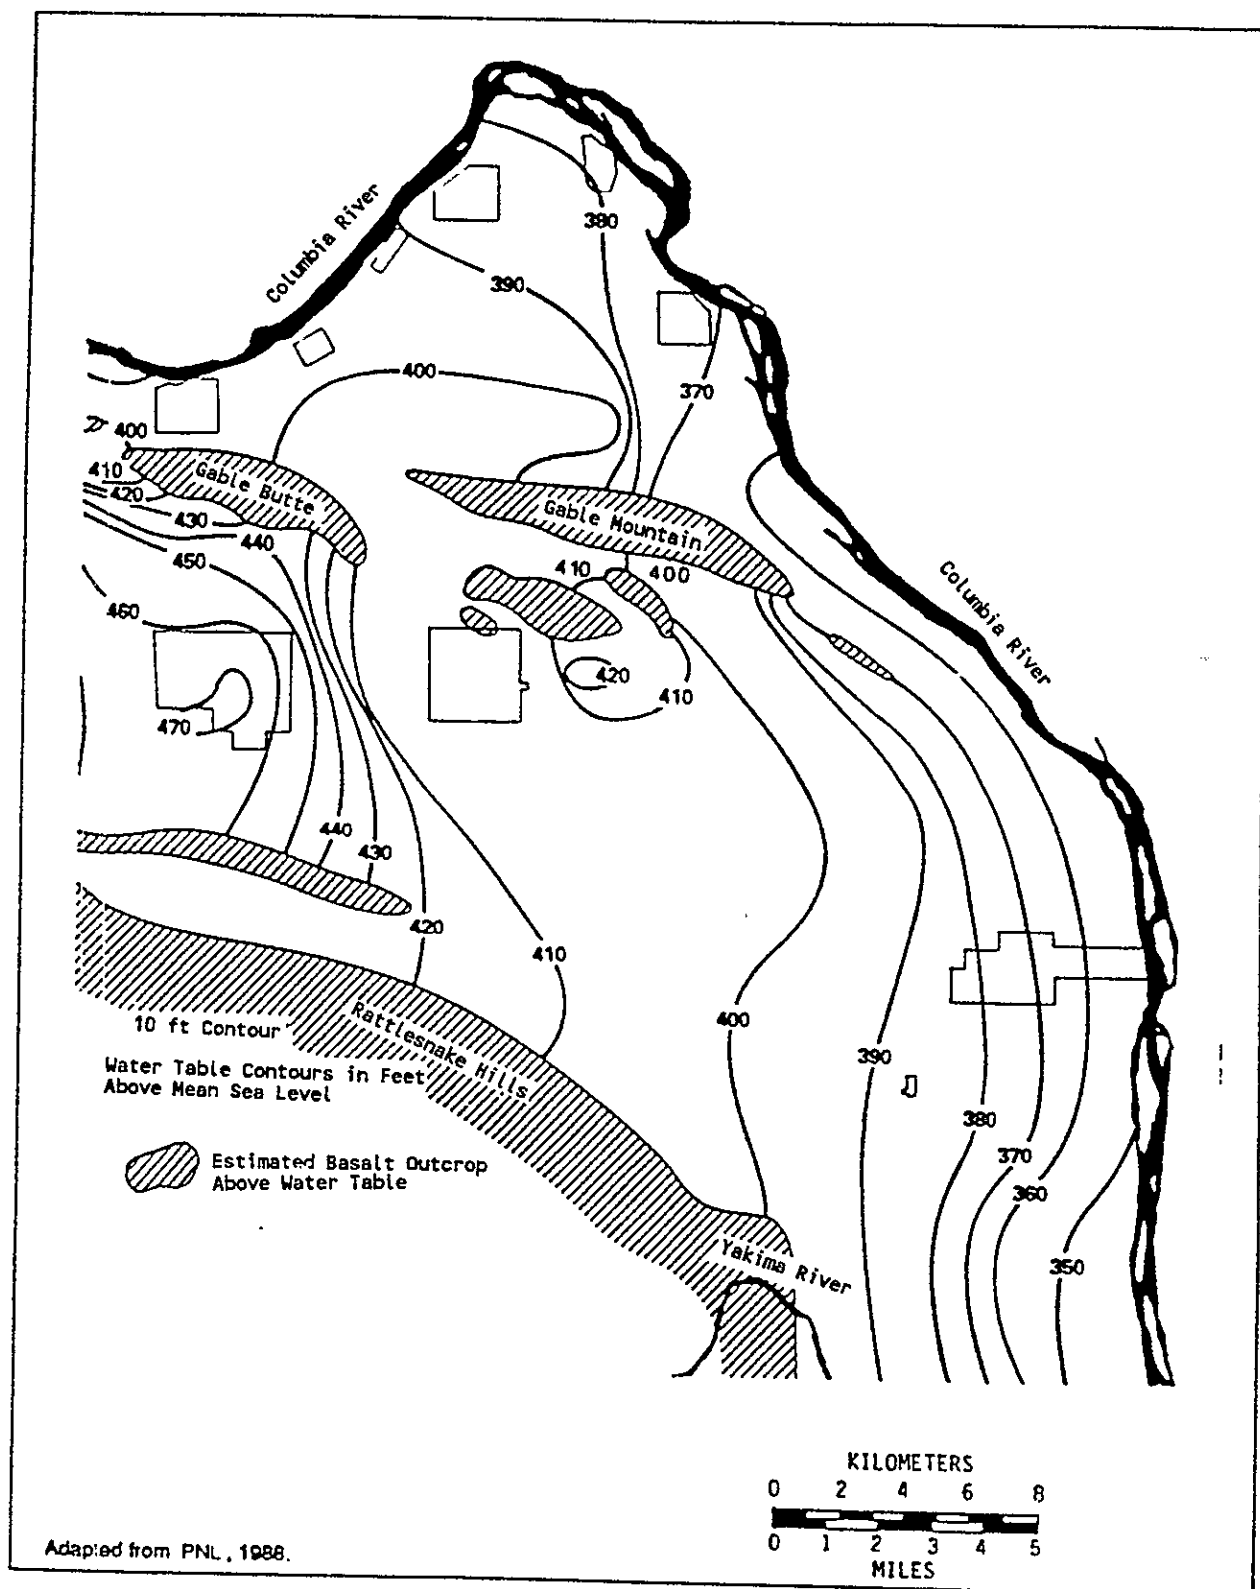 Columbia River
380
390
370
400
400
410
420
430
440
450
460
470
Gable Butte
Gable Mountain
410
400
420
410
Columbia River
440
430
420
410
400
390
380
370
360
350
Rattlesnake Hills
Yakima River
10 ft Contour
Water Table Contours in Feet
Above Mean Sea Level
Estimated Basalt Outcrop
Above Water Table
KILOMETERS
0 2 4 6 8
0 1 2 3 4 5
MILES
Adapted from PNL, 1988.